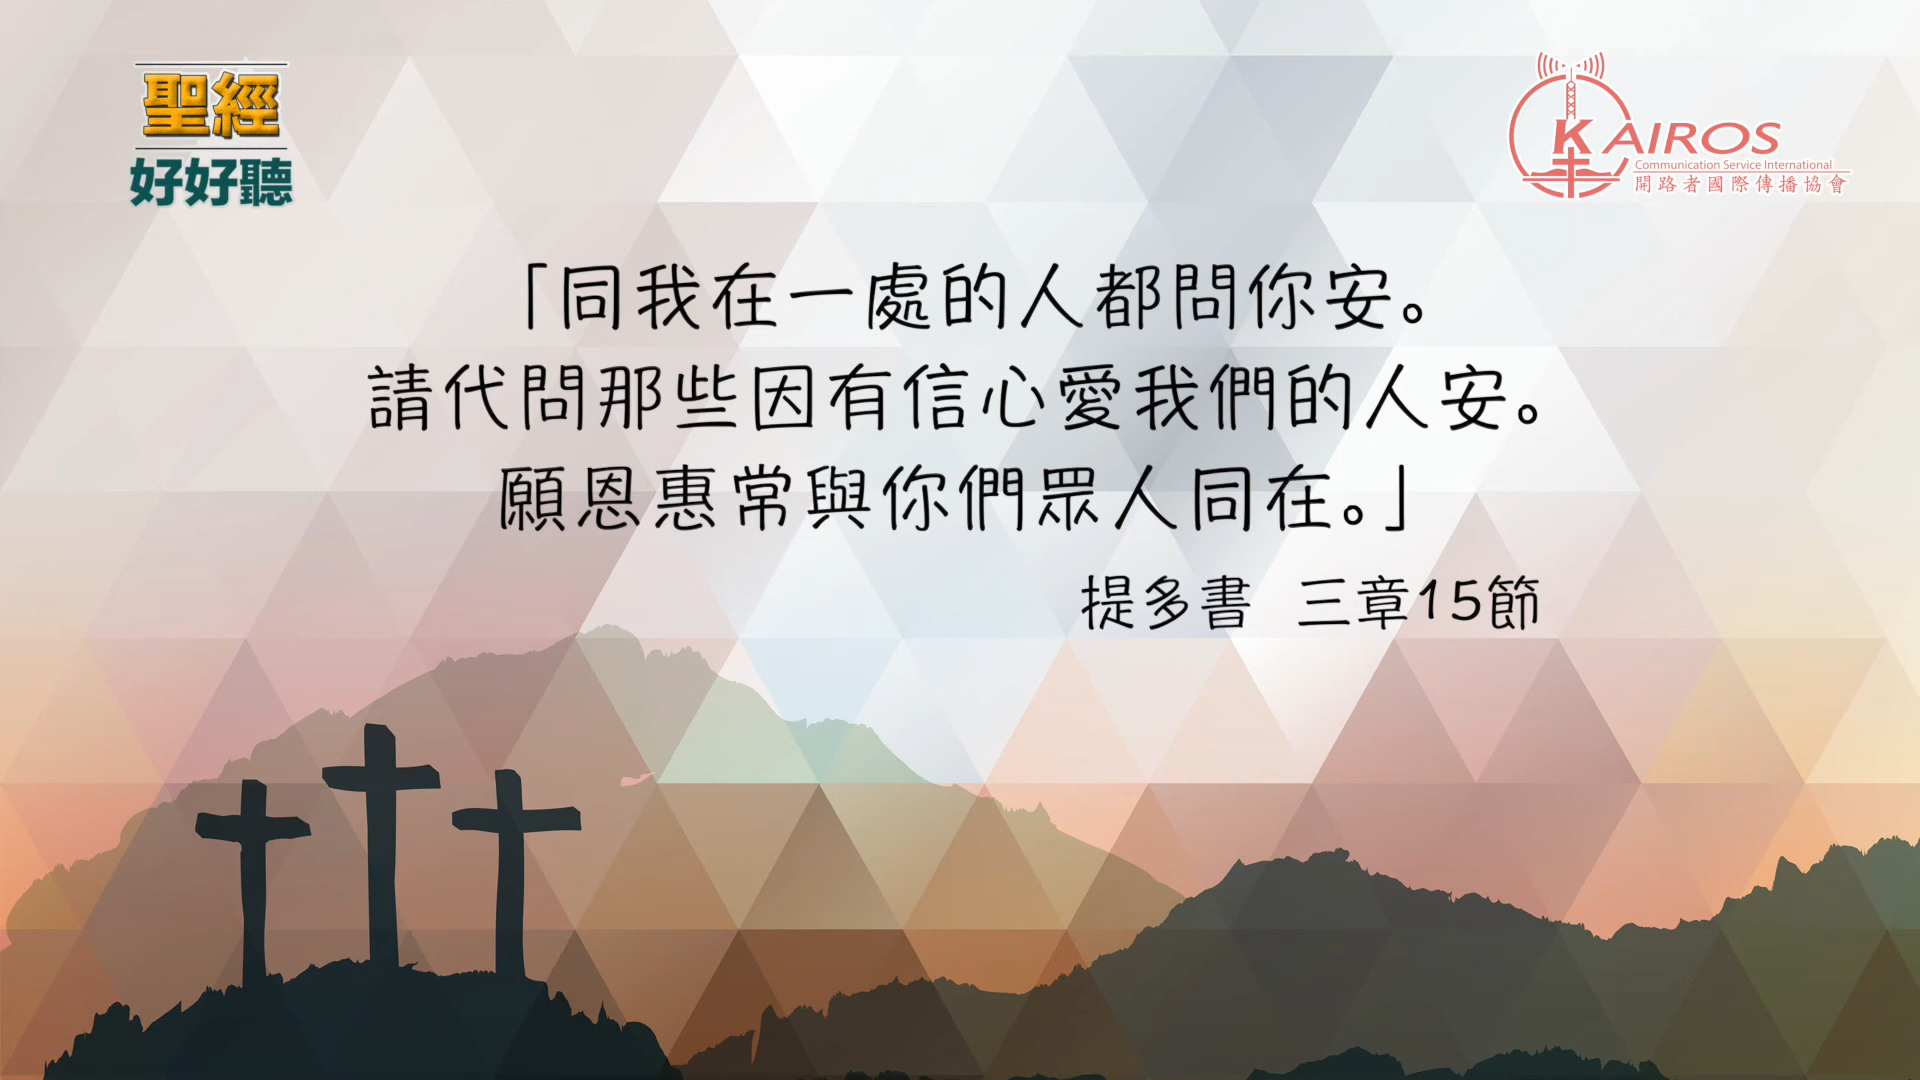 聖經
好好聽
KAIROS
Communication Service International
開路者國際傳播協會
「同我在一處的人都問你安。
請代問那些因有信心愛我們的人安。
願恩惠常與你們眾人同在。」
提多書 三章15節